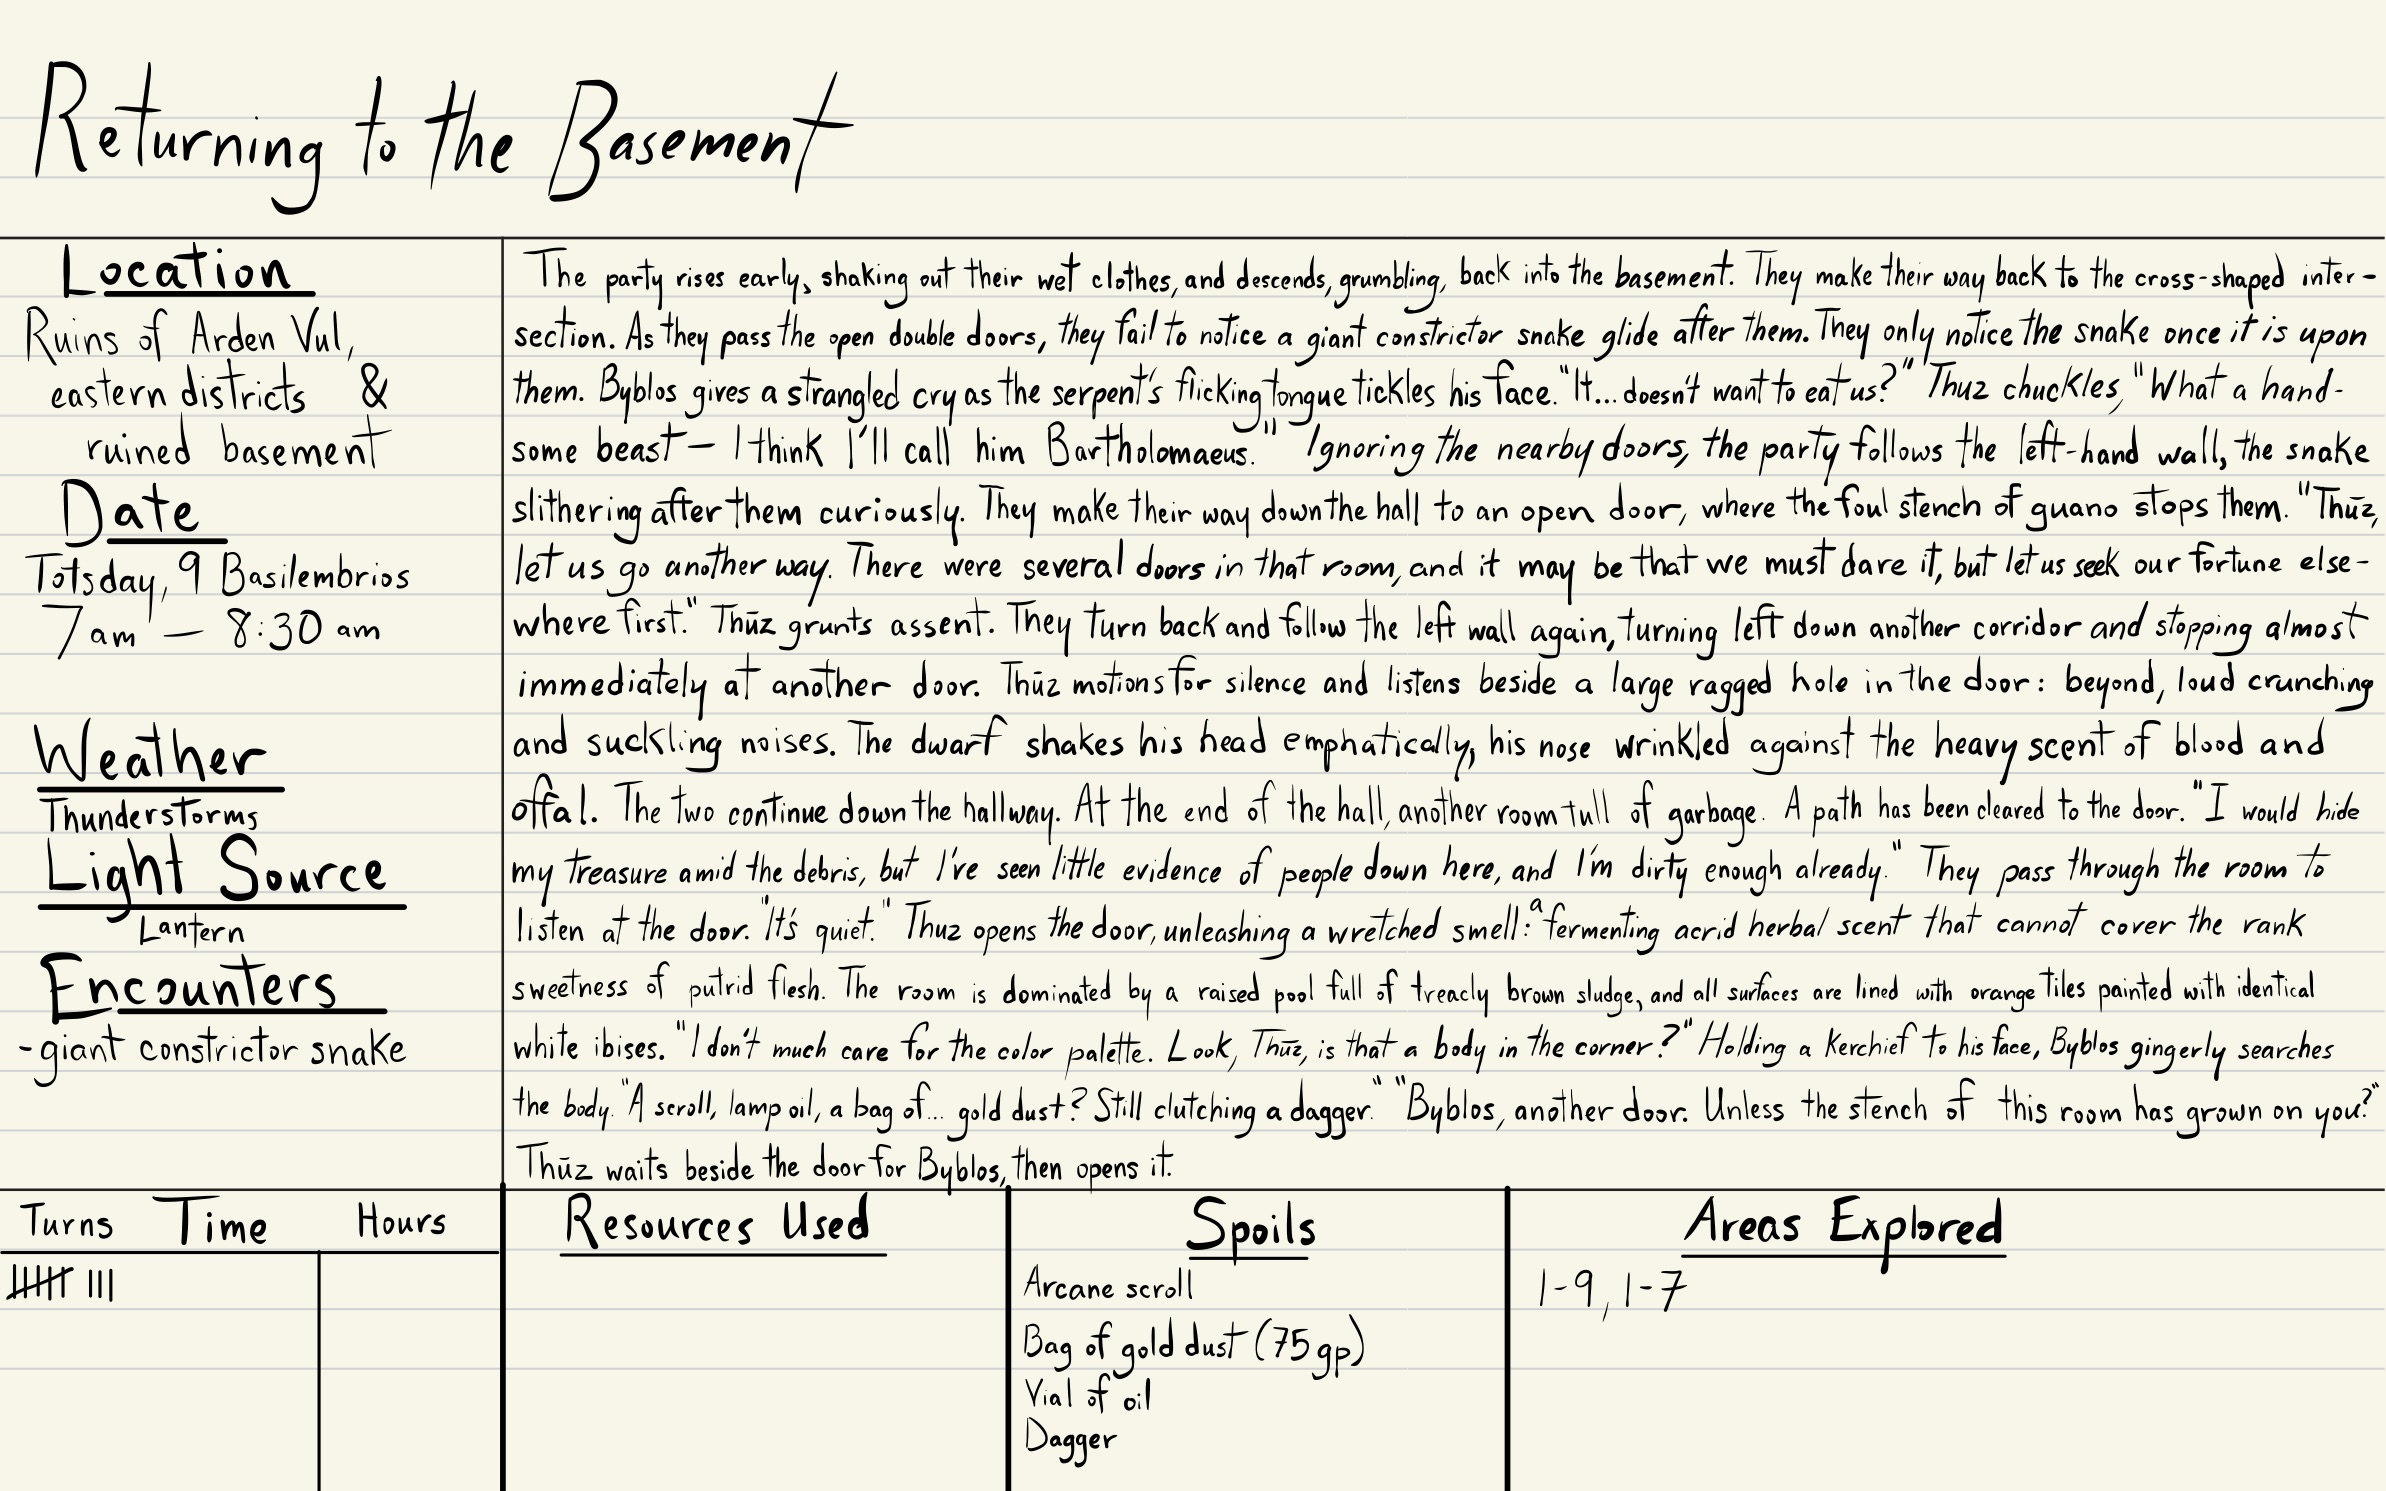 Returning to the Basement
Location
Ruins of Arden Vul,
eastern districts &
ruined basement
Date
Totsday, 9 Basilembrios
7am — 8:30 am
Weather
Thunderstorms
Light Source
Lantern
Encounters
-giant constrictor snake
The party rises early, shaking out their wet clothes, and descends, grumbling, back into the basement. They make their way back to the cross-shaped inter-
section. As they pass the open double doors, they fail to notice a giant constrictor snake glide after them. They only notice the snake once it is upon
them. Byblos gives a strangled cry as the serpent's flicking tongue tickles his face. "It... doesn't want to eat us?" Thuz chuckles, "What a hand-
some beast — I think I'll call him Bartholomaeus." Ignoring the nearby doors, the party follows the left-hand wall, the snake
slithering after them curiously. They make their way down the hall to an open door, where the foul stench of guano stops them. "Thūz,
let us go another way. There were several doors in that room, and it may be that we must dare it, but let us seek our fortune else-
where first." Thūz grunts assent. They turn back and follow the left wall again, turning left down another corridor and stopping almost
immediately at another door. Thūz motions for silence and listens beside a large ragged hole in the door: beyond, loud crunching
and suckling noises. The dwarf shakes his head emphatically, his nose wrinkled against the heavy scent of blood and
offal. The two continue down the hallway. At the end of the hall, another room full of garbage. A path has been cleared to the door. "I would hide
my treasure amid the debris, but I've seen little evidence of people down here, and I'm dirty enough already." They pass through the room to
listen at the door. "It's quiet." Thuz opens the door, unleashing a wretched smell: a fermenting acrid herbal scent that cannot cover the rank
sweetness of putrid flesh. The room is dominated by a raised pool full of treacly brown sludge, and all surfaces are lined with orange tiles painted with identical
white ibises. "I don't much care for the color palette. Look, Thūz, is that a body in the corner?" Holding a kerchief to his face, Byblos gingerly searches
the body. "A scroll, lamp oil, a bag of... gold dust? Still clutching a dagger." "Byblos, another door. Unless the stench of this room has grown on you?"
Thūz waits beside the door for Byblos, then opens it.
Turns Time Hours
Resources Used
Spoils
Arcane scroll
Bag of gold dust (75 gp)
Vial of oil
Dagger
Areas Explored
1-9, 1-7